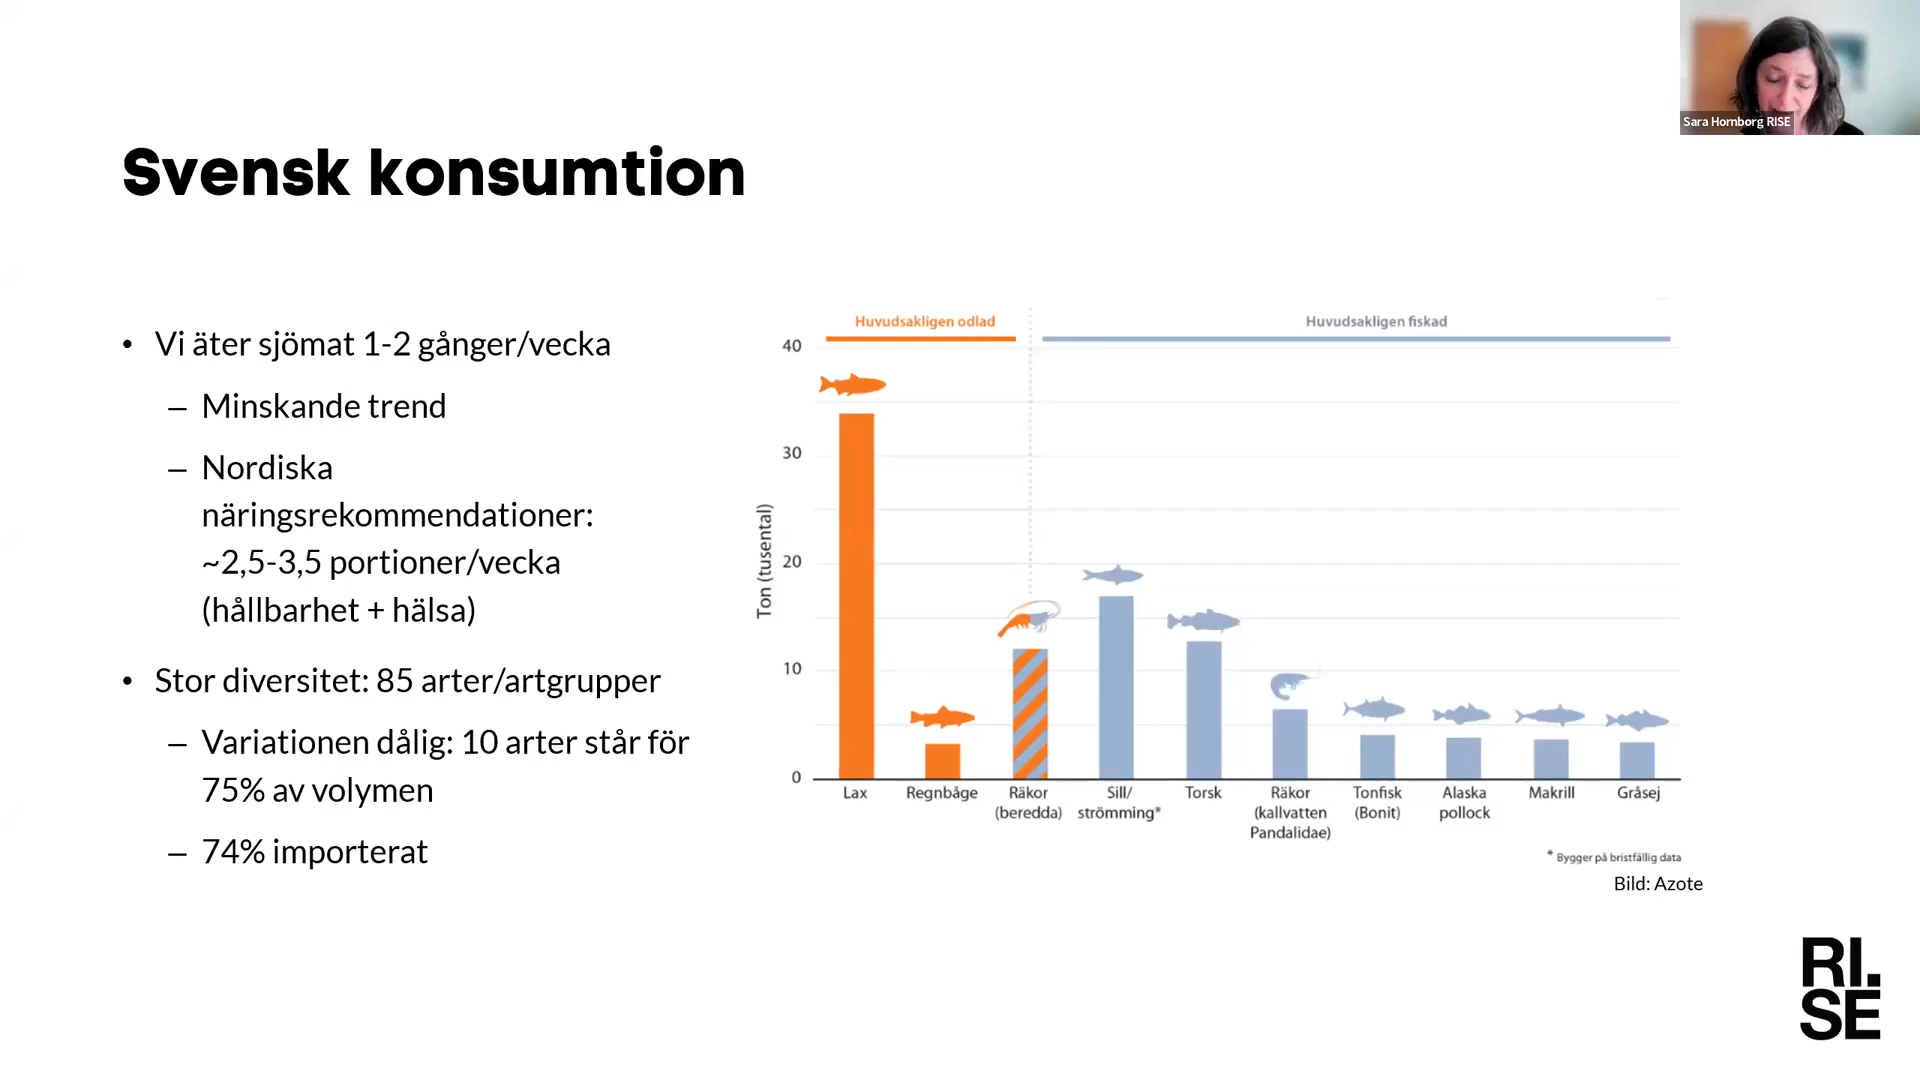 Sara Hornborg RISE
Svensk konsumtion
• Vi äter sjömat 1-2 gånger/vecka
– Minskande trend
– Nordiska
näringsrekommendationer:
~2,5-3,5 portioner/vecka
(hållbarhet + hälsa)
• Stor diversitet: 85 arter/artgrupper
– Variationen dålig: 10 arter står för
75% av volymen
– 74% importerat
Huvudsakligen odlad
Huvudsakligen fiskad
Ton (tusental)
40
30
20
10
0
Lax
Regnbåge
Räkor
(beredda)
Sill/
strömming*
Torsk
Räkor
(kallvatten
Pandalidae)
Tonfisk
(Bonit)
Alaska
pollock
Makrill
Gråsej
* Bygger på bristfällig data
Bild: Azote
RI.
SE